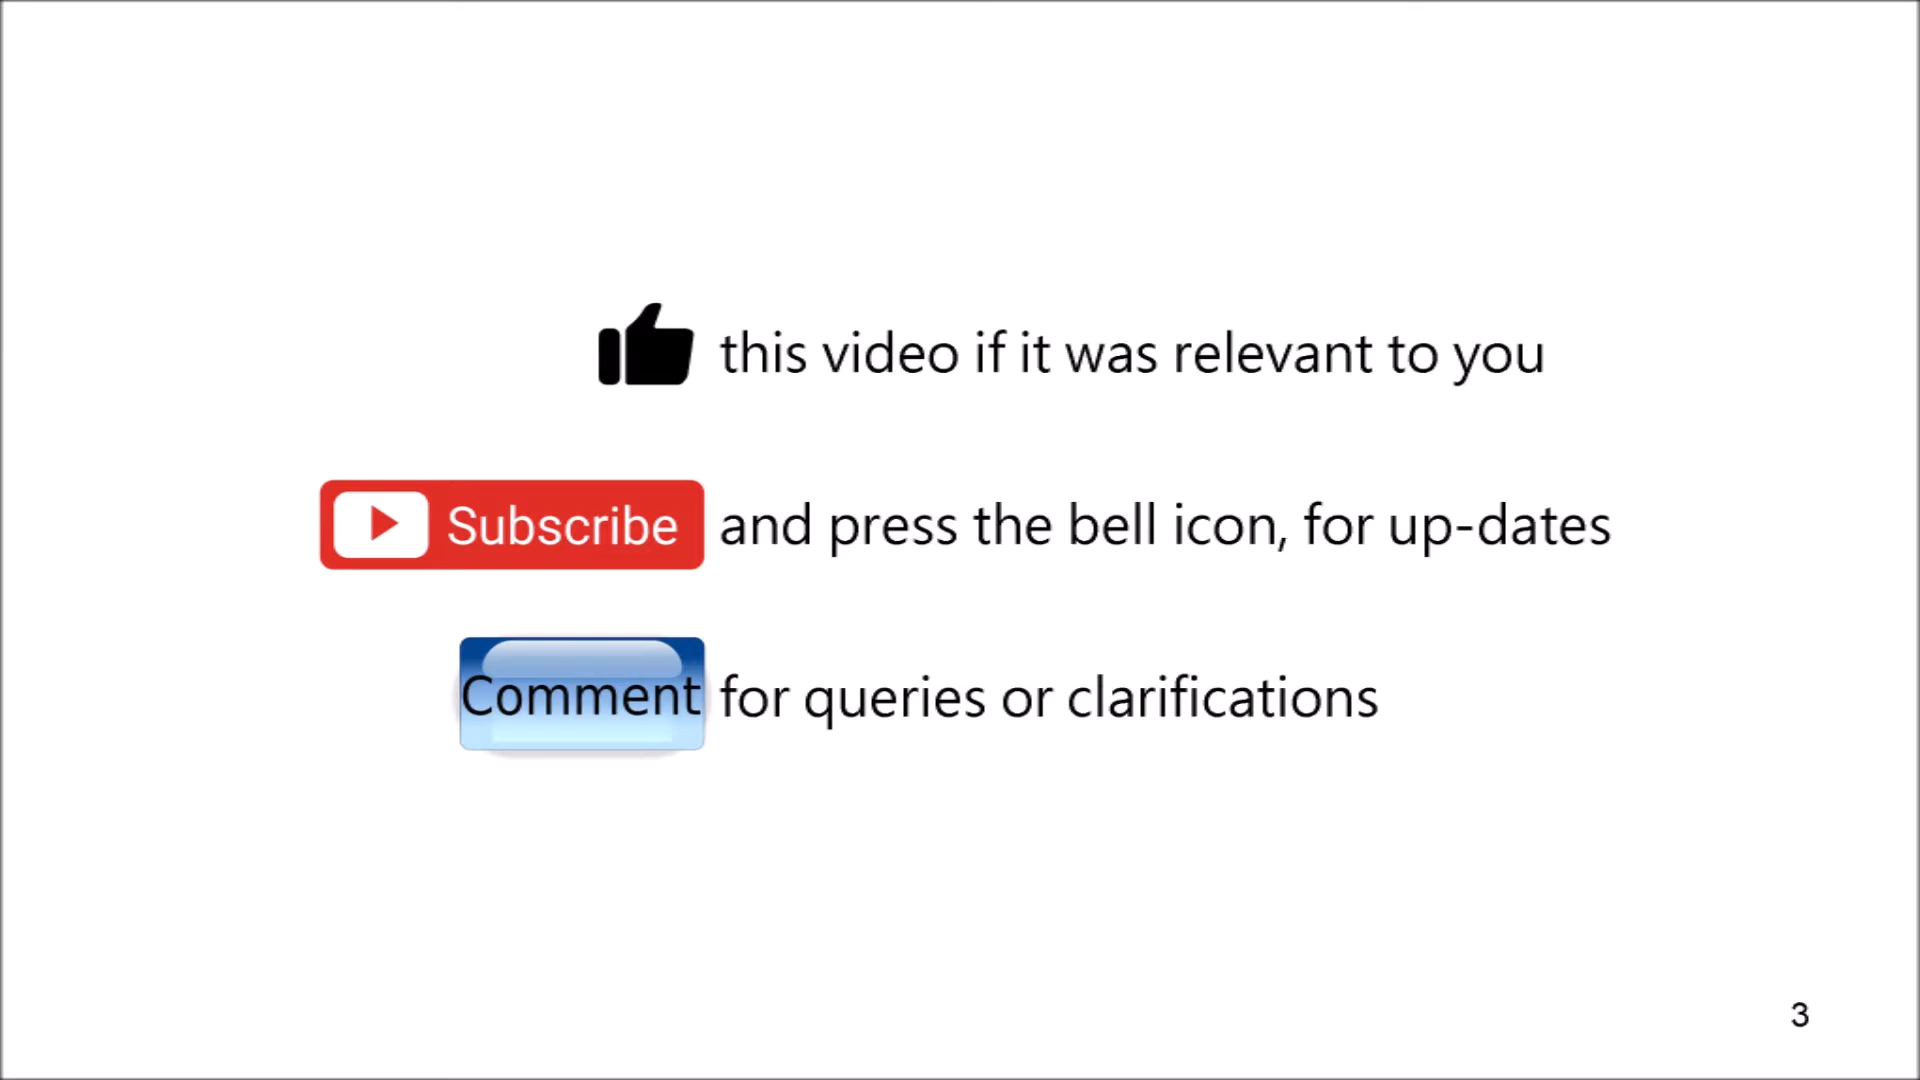 this video if it was relevant to you
Subscribe and press the bell icon, for up-dates
Comment for queries or clarifications
3